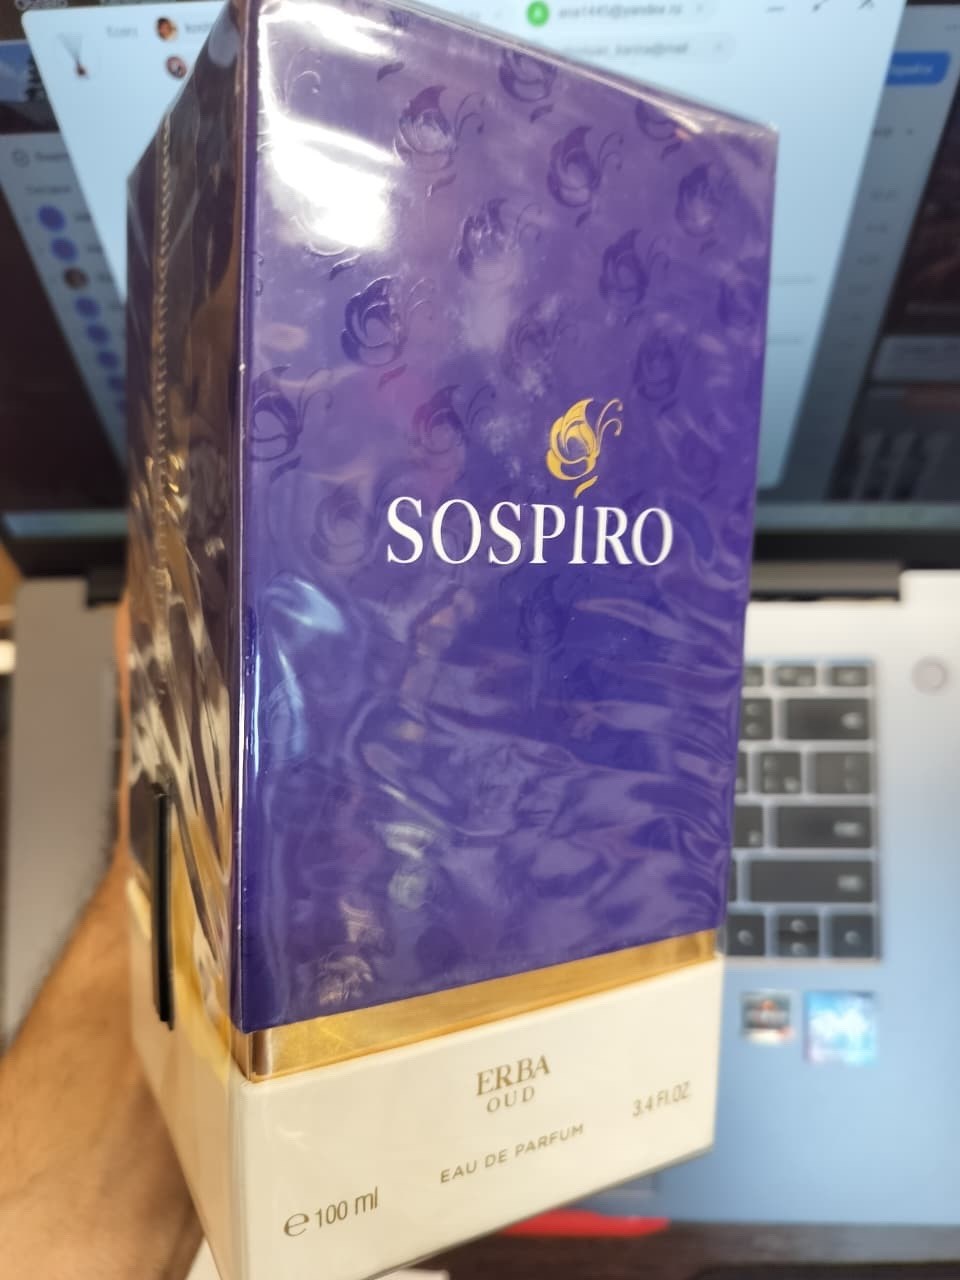 SOSPIRO
ERBA
OUD
EAU DE PARFUM
3.4 Fl.OZ.
e 100 ml